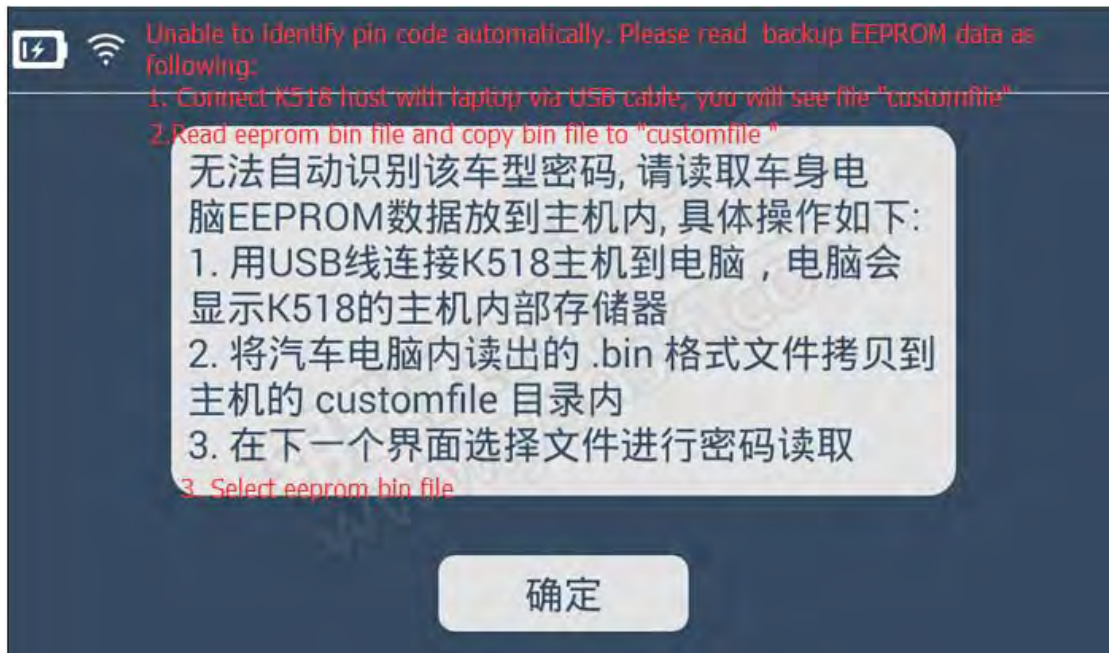 Unable to identify pin code automatically. Please read backup EEPROM data as
following:
1. Connect K518 host with laptop via USB cable, you will see file "customfile"
2.Read eeprom bin file and copy bin file to "customfile "
无法自动识别该车型密码, 请读取车身电
脑EEPROM数据放到主机内, 具体操作如下:
1. 用USB线连接K518主机到电脑，电脑会
显示K518的主机内部存储器
2. 将汽车电脑内读出的 .bin 格式文件拷贝到
主机的 customfile 目录内
3. 在下一个界面选择文件进行密码读取
3. Select eeprom bin file
确定